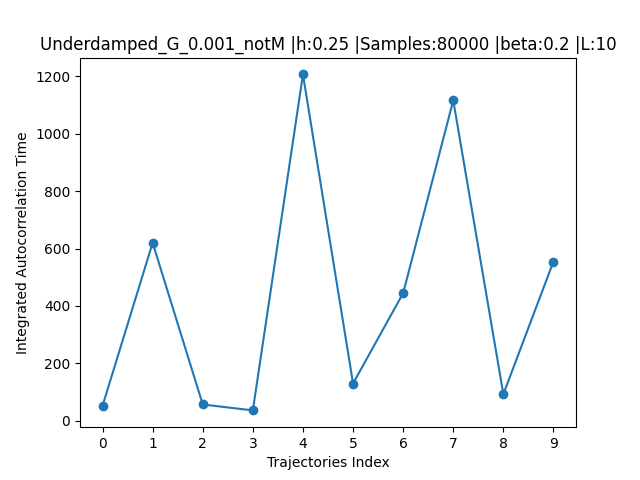 Underdamped_G_0.001_notM |h:0.25 |Samples:80000 |beta:0.2 |L:10
1200
1000
800
600
400
200
0
Integrated Autocorrelation Time
0 1 2 3 4 5 6 7 8 9
Trajectories Index